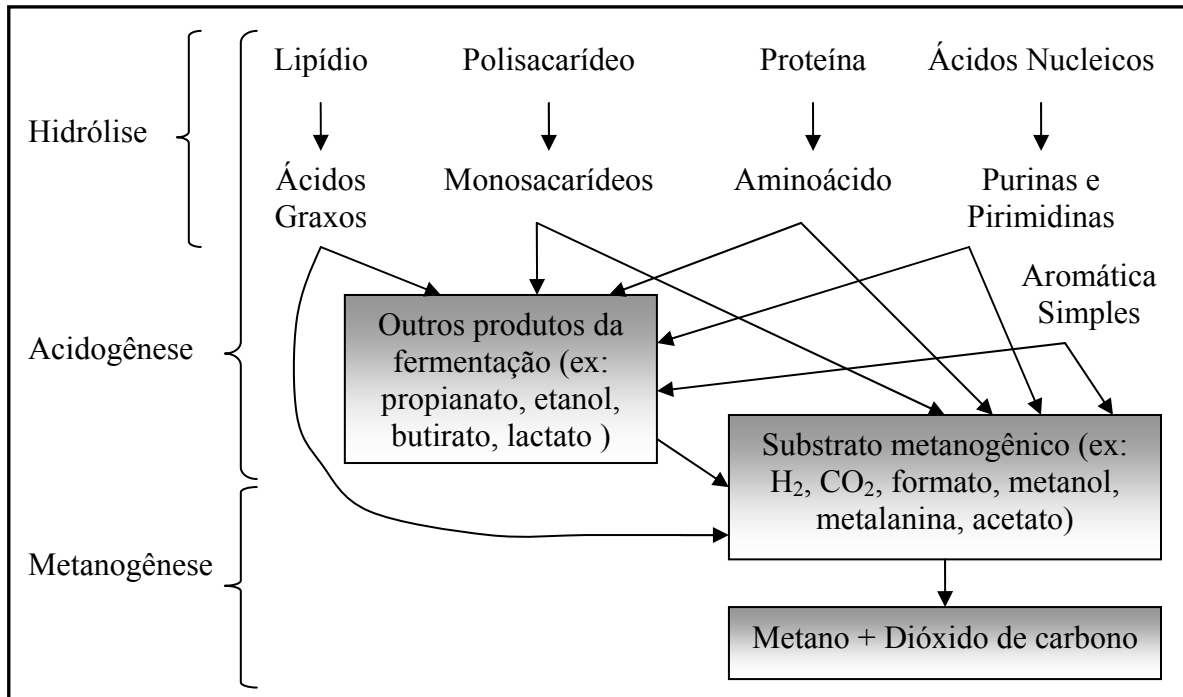 Hidrólise
Acidogênese
Metanogênese
Lipídio
Polisacarídeo
Proteína
Ácidos Nucleicos
Ácidos
Graxos
Monosacarídeos
Aminoácido
Purinas e
Pirimidinas
Aromática
Simples
Outros produtos da
fermentação (ex:
propianato, etanol,
butirato, lactato )
Substrato metanogênico (ex:
H₂, CO₂, formato, metanol,
metalanina, acetato)
Metano + Dióxido de carbono